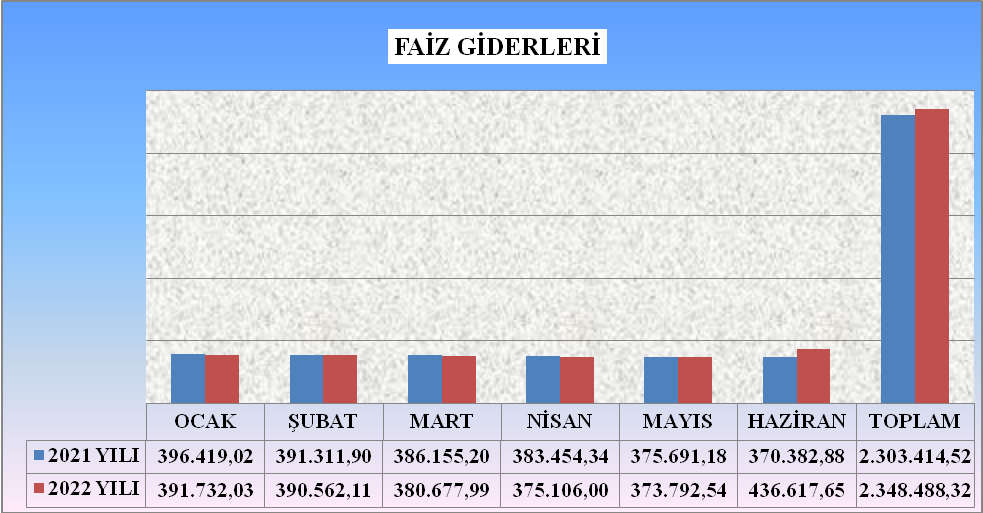 FAİZ GİDERLERİ
OCAK ŞUBAT MART NİSAN MAYIS HAZİRAN TOPLAM
2021 YILI 396.419,02 391.311,90 386.155,20 383.454,34 375.691,18 370.382,88 2.303.414,52
2022 YILI 391.732,03 390.562,11 380.677,99 375.106,00 373.792,54 436.617,65 2.348.488,32